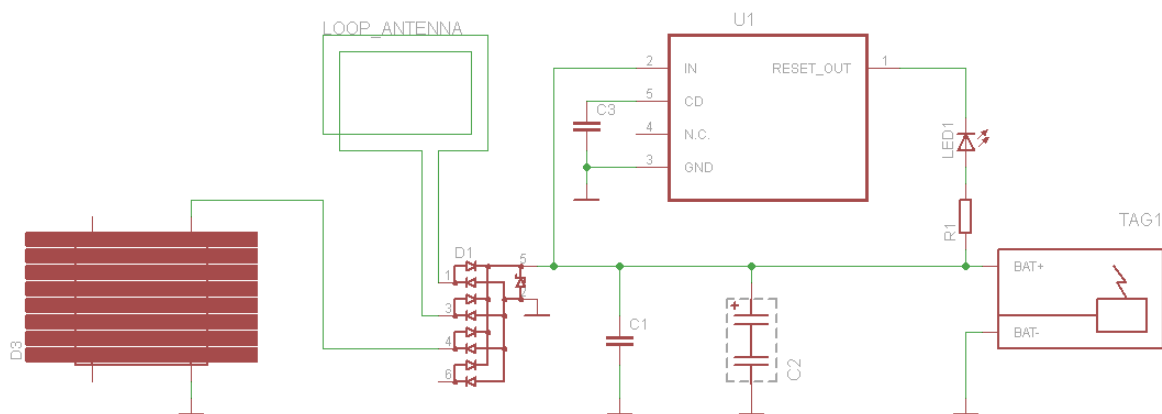 LOOP_ANTENNA
U1
2
IN
RESET_OUT
1
5
CD
C3
4
N.C.
3
GND
LED1
R1
TAG1
BAT+
BAT-
D1
5
2
1
3
4
6
C1
+
C2
D3